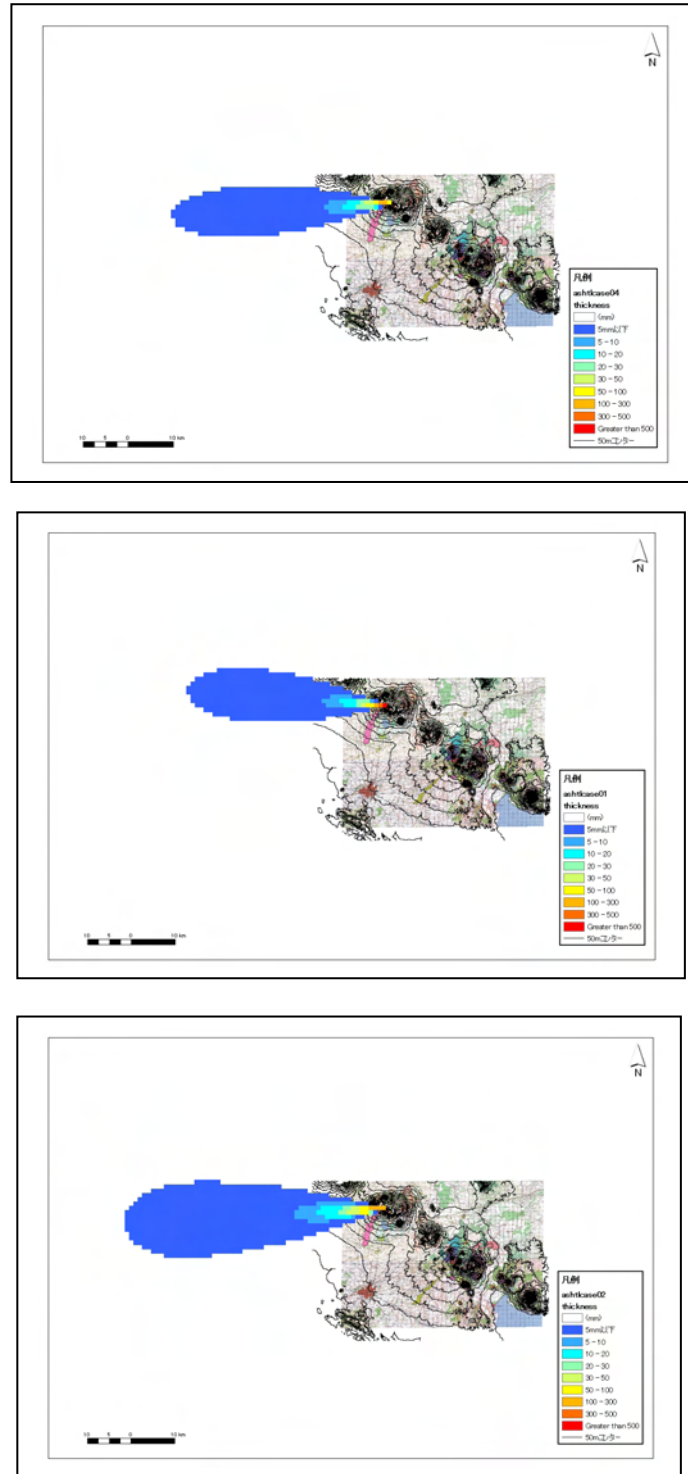 N
凡例
ashtlcase04
thickness
(mm)
5mm以下
5-10
10-20
20-30
30-50
50-100
100-300
300-500
Greater than 500
50mコンター
10 5 0 10 km
N
凡例
ashtlcase01
thickness
(mm)
5mm以下
5-10
10-20
20-30
30-50
50-100
100-300
300-500
Greater than 500
50mコンター
10 5 0 10 km
N
凡例
ashtlcase02
thickness
(mm)
5mm以下
5-10
10-20
20-30
30-50
50-100
100-300
300-500
Greater than 500
50mコンター
10 5 0 10 km